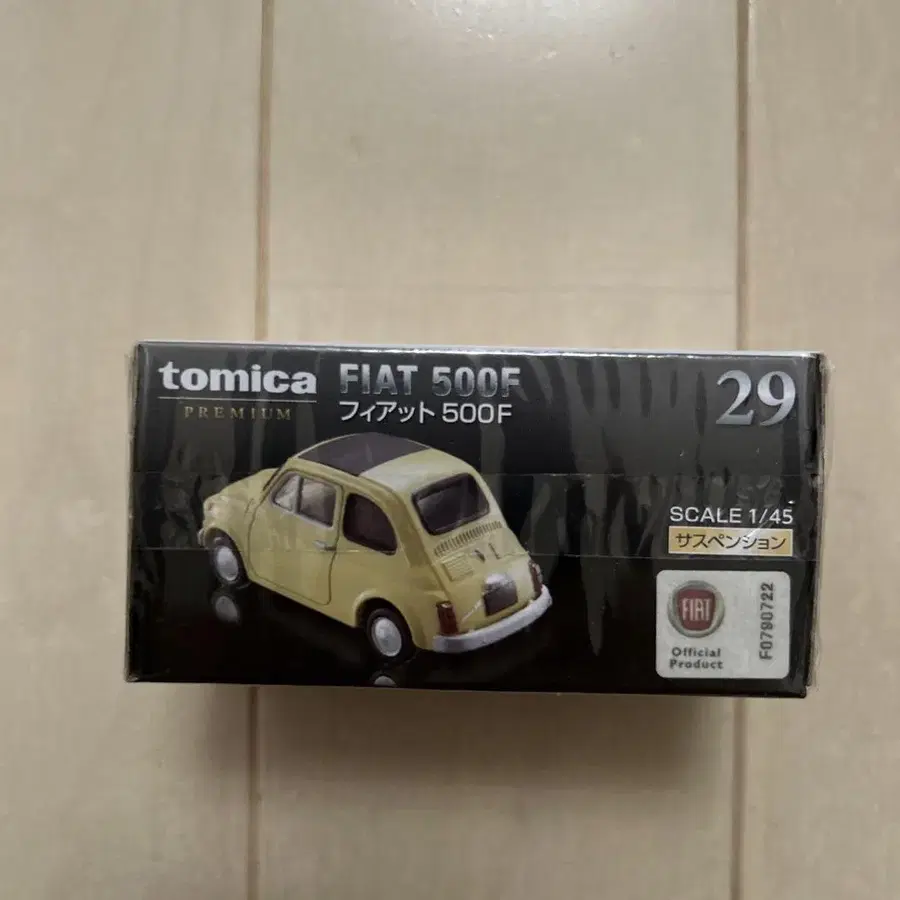 tomica
PREMIUM
FIAT 500F
フィアット 500F
29
SCALE 1/45
サスペンション
FIAT
Official
Product
F0790722